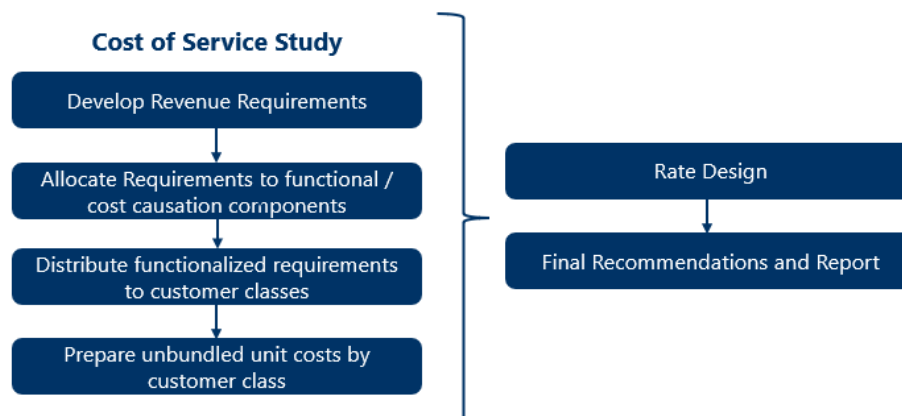 Cost of Service Study
Develop Revenue Requirements
Allocate Requirements to functional /
cost causation components
Distribute functionalized requirements
to customer classes
Prepare unbundled unit costs by
customer class
Rate Design
Final Recommendations and Report